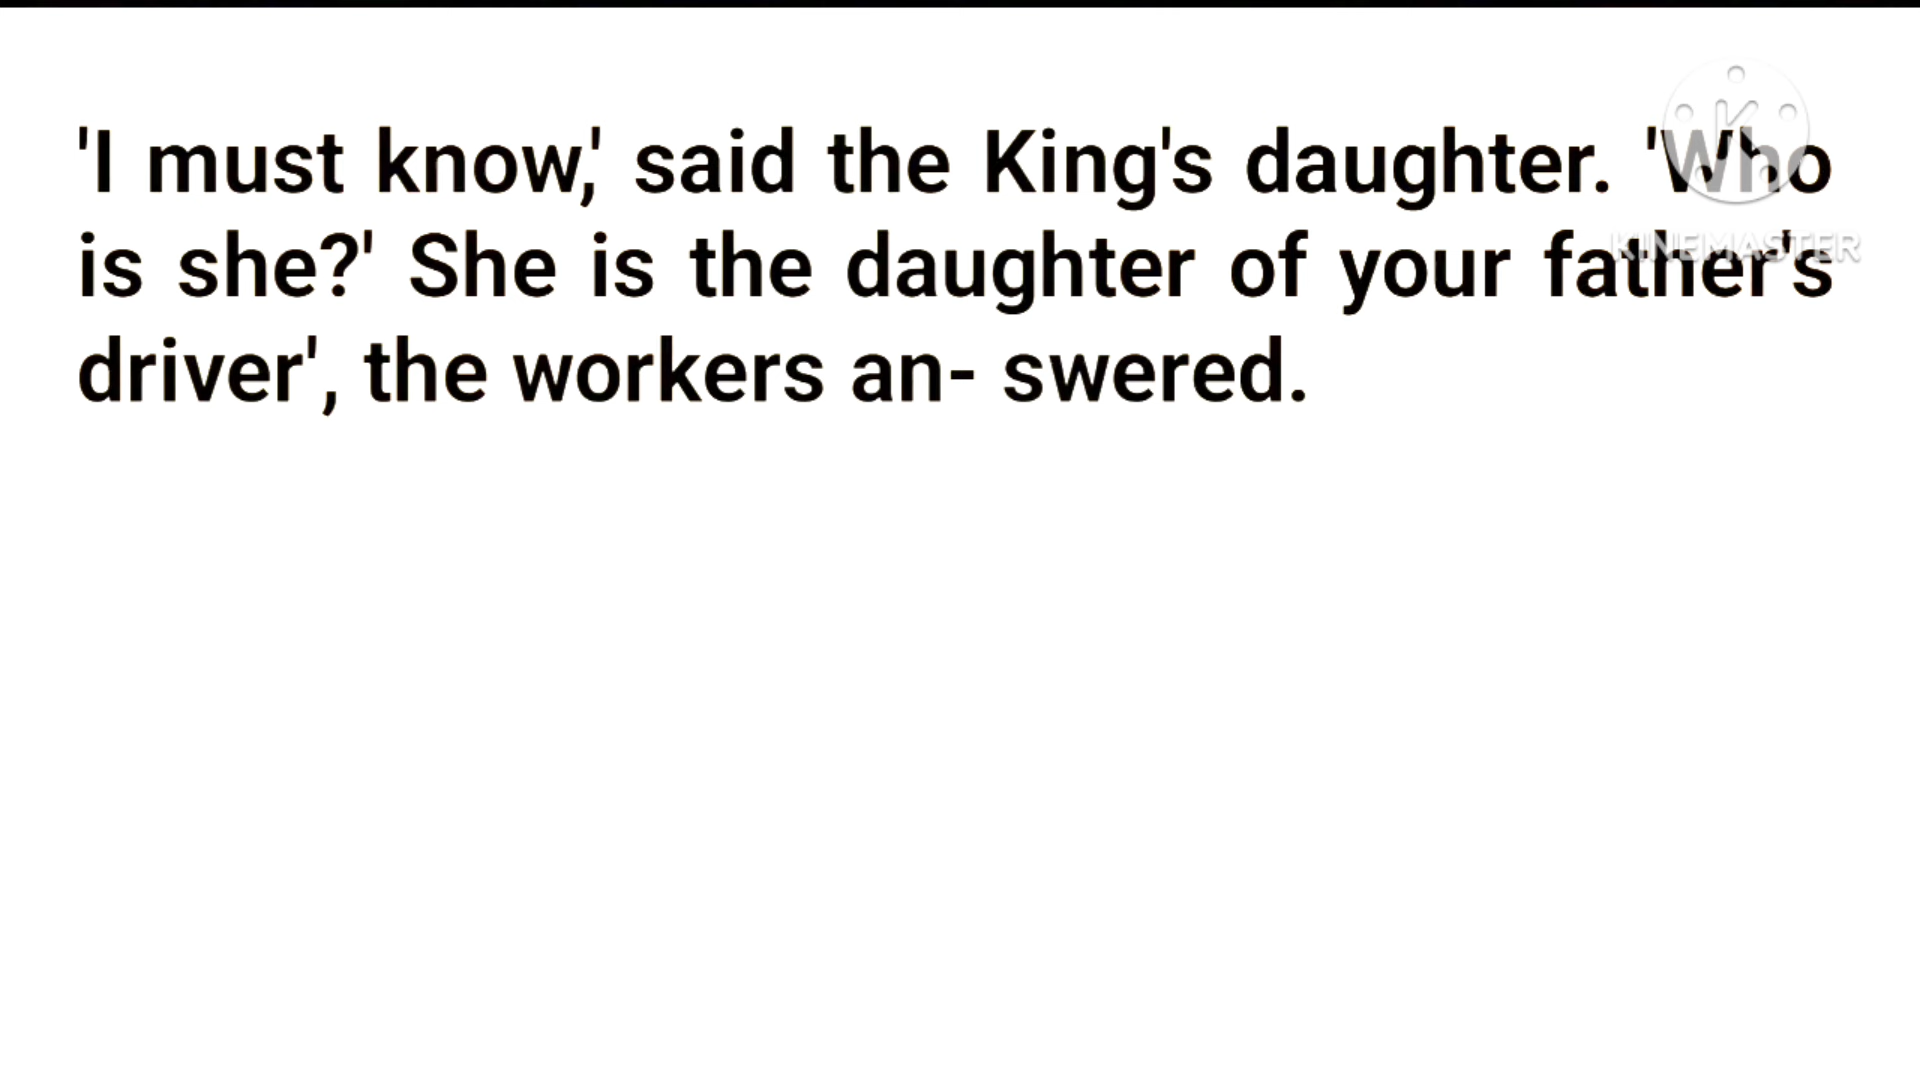 'I must know,' said the King's daughter. 'Who
is she?' She is the daughter of your father's
driver', the workers an- swered.
KINEMASTER